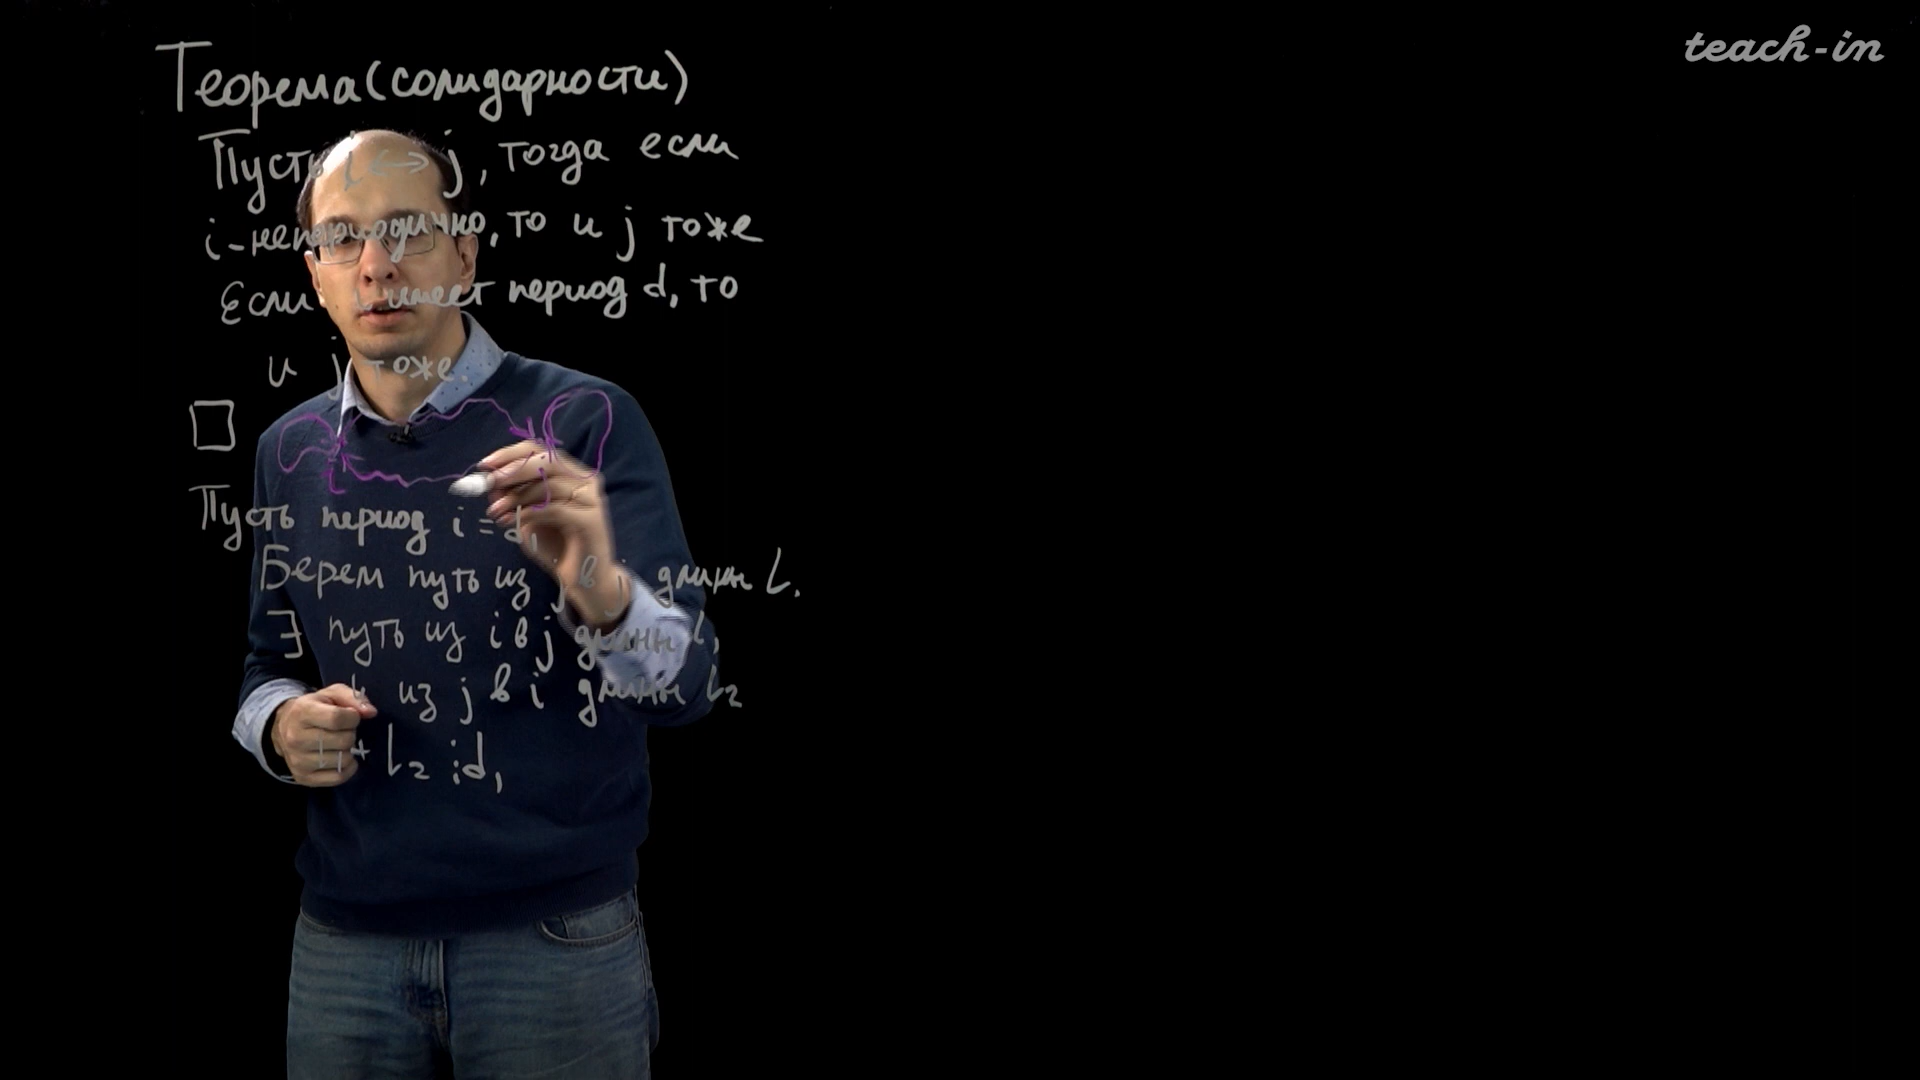 teach-in
Теорема (солидарности)
Пусть i ↔ j, тогда если
i - непериодично, то и j тоже
Если i имеет период d, то
и j тоже.
□
i j
Пусть период i = d,
Берем путь из j в j длины L.
∃ путь из i в j длины l₁
и из j в i длины l₂
l₁ + l₂ ⋮ d,